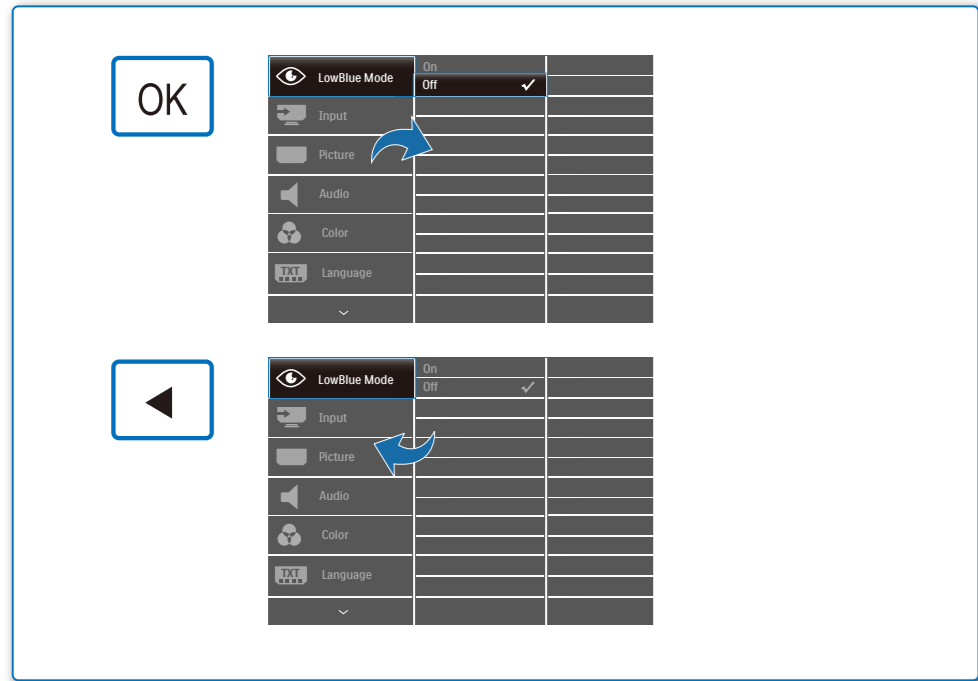 OK
LowBlue Mode
On
Off
Input
Picture
Audio
Color
TXT
Language
LowBlue Mode
On
Off
Input
Picture
Audio
Color
TXT
Language